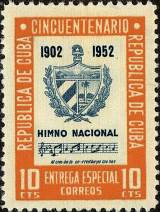 CINCUENTENARIO
REPUBLICA DE CUBA
REPUBLICA DE CUBA
1902 1952
HIMNO NACIONAL
10 ENTREGA ESPECIAL 10
CTS CORREOS CTS